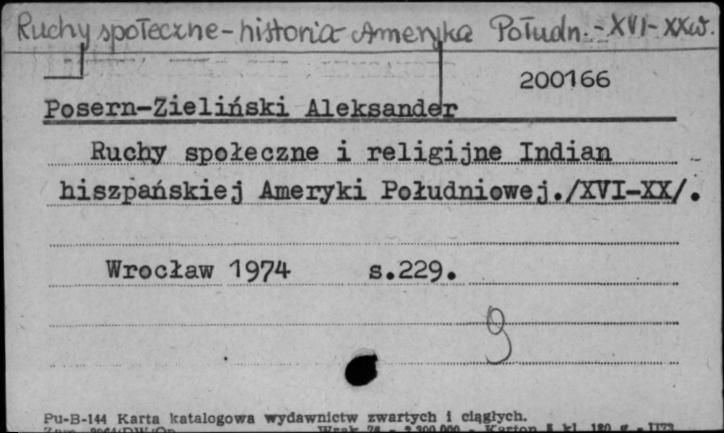 Ruchy społeczne - historia Ameryka Połudn. - XVI - XXw.
200166
Posern-Zieliński Aleksander
Ruchy społeczne i religijne Indian
hiszpańskiej Ameryki Południowej./XVI-XX/.
Wrocław 1974 s.229.
9
Pu-B-144 Karta katalogowa wydawnictw zwartych i ciągłych.